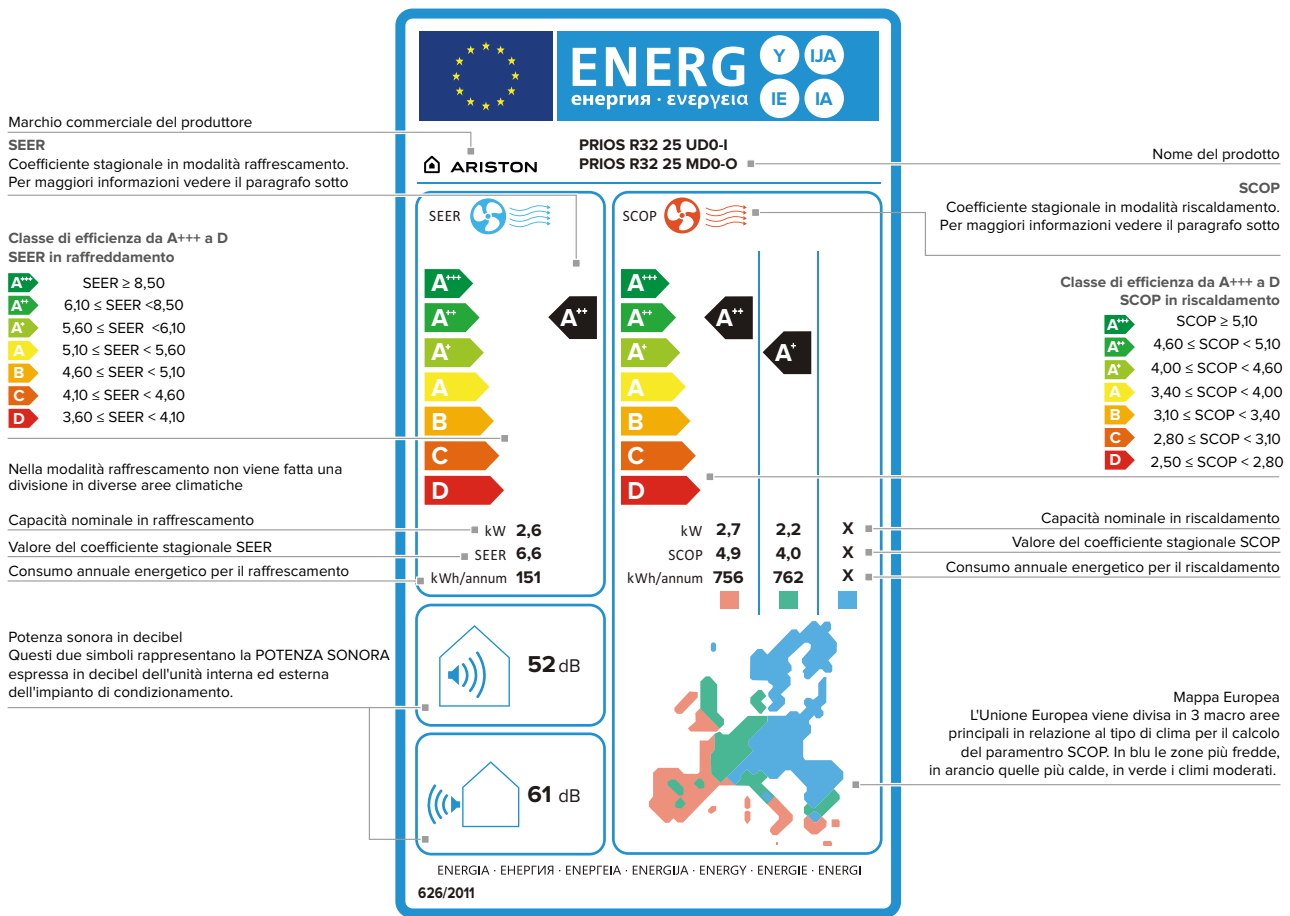 ENERG
Y
IJA
IE
IA
енергия · ενεργεια
Marchio commerciale del produttore
SEER
Coefficiente stagionale in modalità raffrescamento.
Per maggiori informazioni vedere il paragrafo sotto
ARISTON
PRIOS R32 25 UD0-I
PRIOS R32 25 MD0-O
Nome del prodotto
SCOP
Coefficiente stagionale in modalità riscaldamento.
Per maggiori informazioni vedere il paragrafo sotto
Classe di efficienza da A+++ a D
SEER in raffreddamento
A+++ SEER ≥ 8,50
A++ 6,10 ≤ SEER <8,50
A+ 5,60 ≤ SEER <6,10
A 5,10 ≤ SEER < 5,60
B 4,60 ≤ SEER < 5,10
C 4,10 ≤ SEER < 4,60
D 3,60 ≤ SEER < 4,10
Nella modalità raffrescamento non viene fatta una
divisione in diverse aree climatiche
Capacità nominale in raffrescamento
Valore del coefficiente stagionale SEER
Consumo annuale energetico per il raffrescamento
Potenza sonora in decibel
Questi due simboli rappresentano la POTENZA SONORA
espressa in decibel dell'unità interna ed esterna
dell'impianto di condizionamento.
SEER
A+++
A++
A+
A
B
C
D
A++
kW 2,6
SEER 6,6
kWh/annum 151
52 dB
61 dB
SCOP
A+++
A++
A+
A
B
C
D
A++
A+
kW 2,7 2,2 X
SCOP 4,9 4,0 X
kWh/annum 756 762 X
Classe di efficienza da A+++ a D
SCOP in riscaldamento
A+++ SCOP ≥ 5,10
A++ 4,60 ≤ SCOP < 5,10
A+ 4,00 ≤ SCOP < 4,60
A 3,40 ≤ SCOP < 4,00
B 3,10 ≤ SCOP < 3,40
C 2,80 ≤ SCOP < 3,10
D 2,50 ≤ SCOP < 2,80
Capacità nominale in riscaldamento
Valore del coefficiente stagionale SCOP
Consumo annuale energetico per il riscaldamento
Mappa Europea
L'Unione Europea viene divisa in 3 macro aree
principali in relazione al tipo di clima per il calcolo
del paramentro SCOP. In blu le zone più fredde,
in arancio quelle più calde, in verde i climi moderati.
ENERGIA · ЕНЕРГИЯ · ΕΝΕΡΓΕΙΑ · ENERGIJA · ENERGY · ENERGIE · ENERGI
626/2011